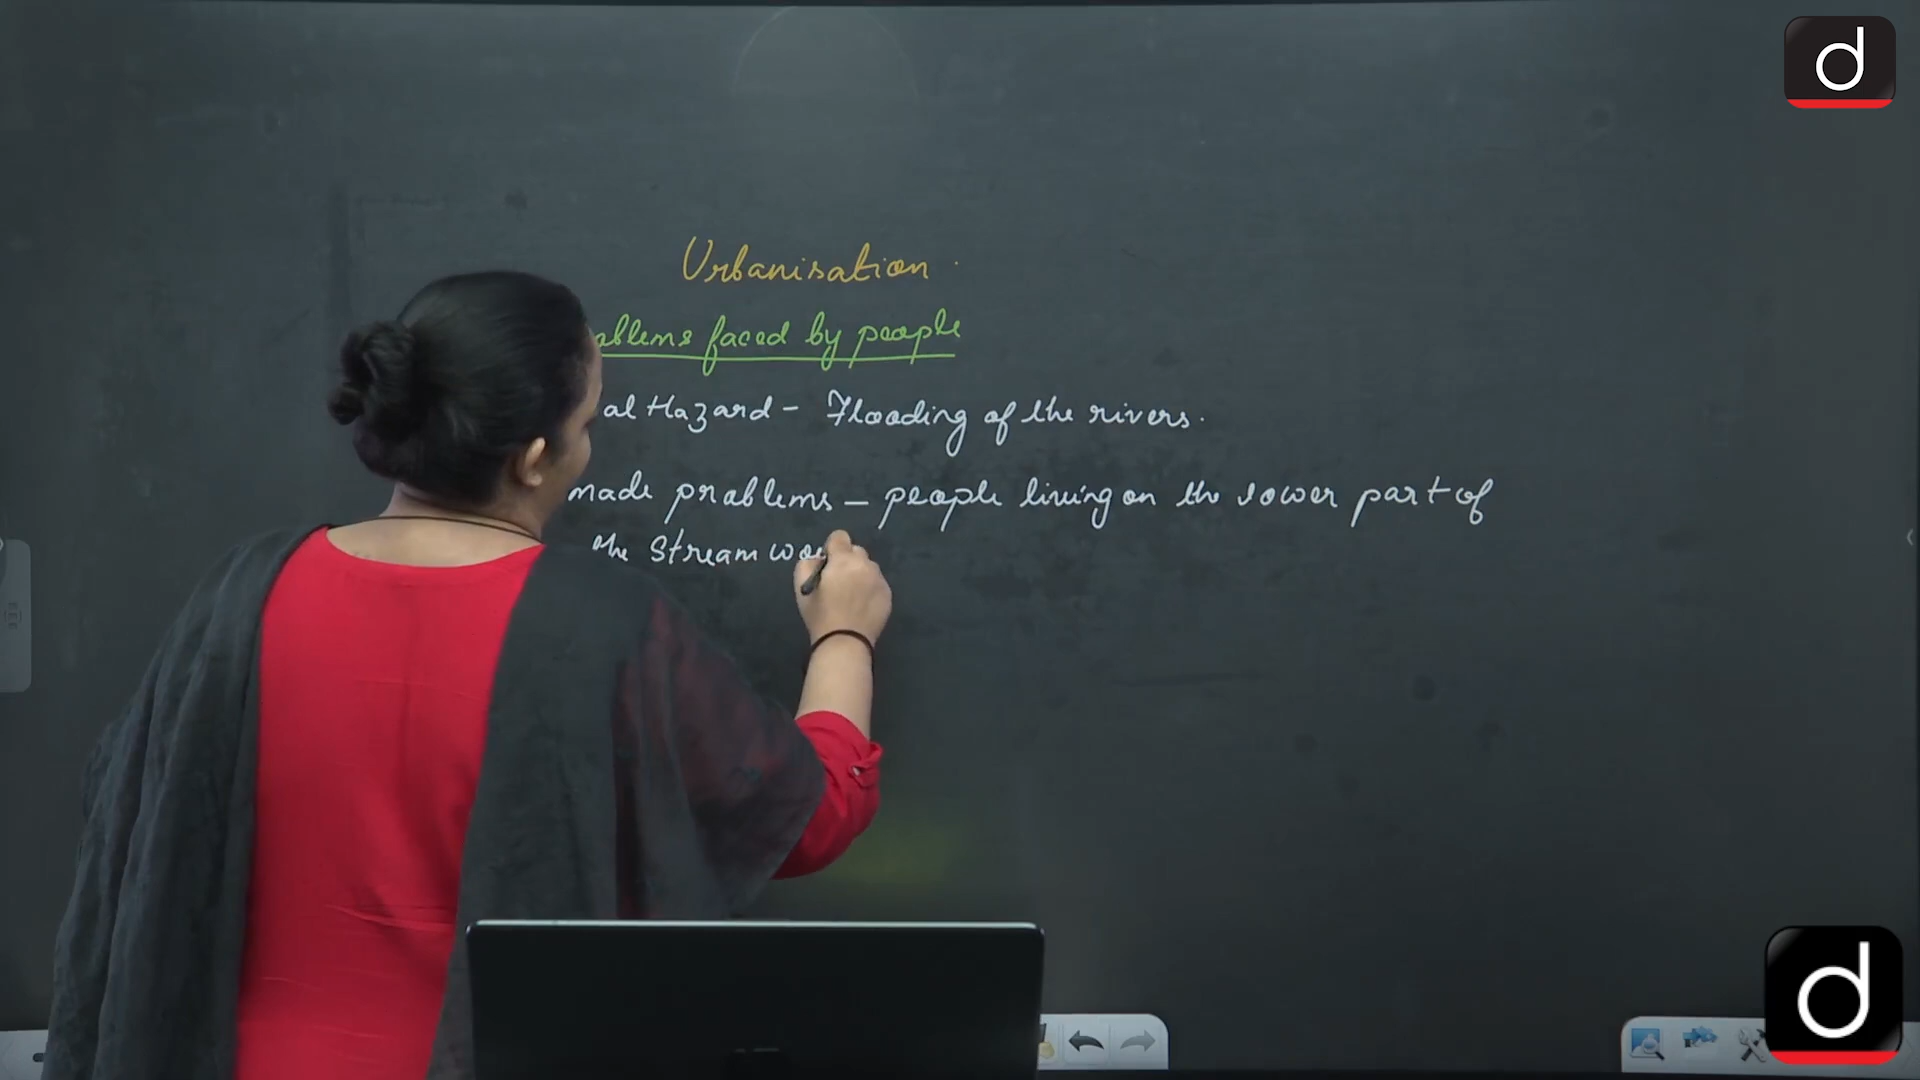 Urbanisation.
oblems faced by people
al Hazard - Flooding of the rivers.
made problems - people living on the lower part of
the stream
d
d